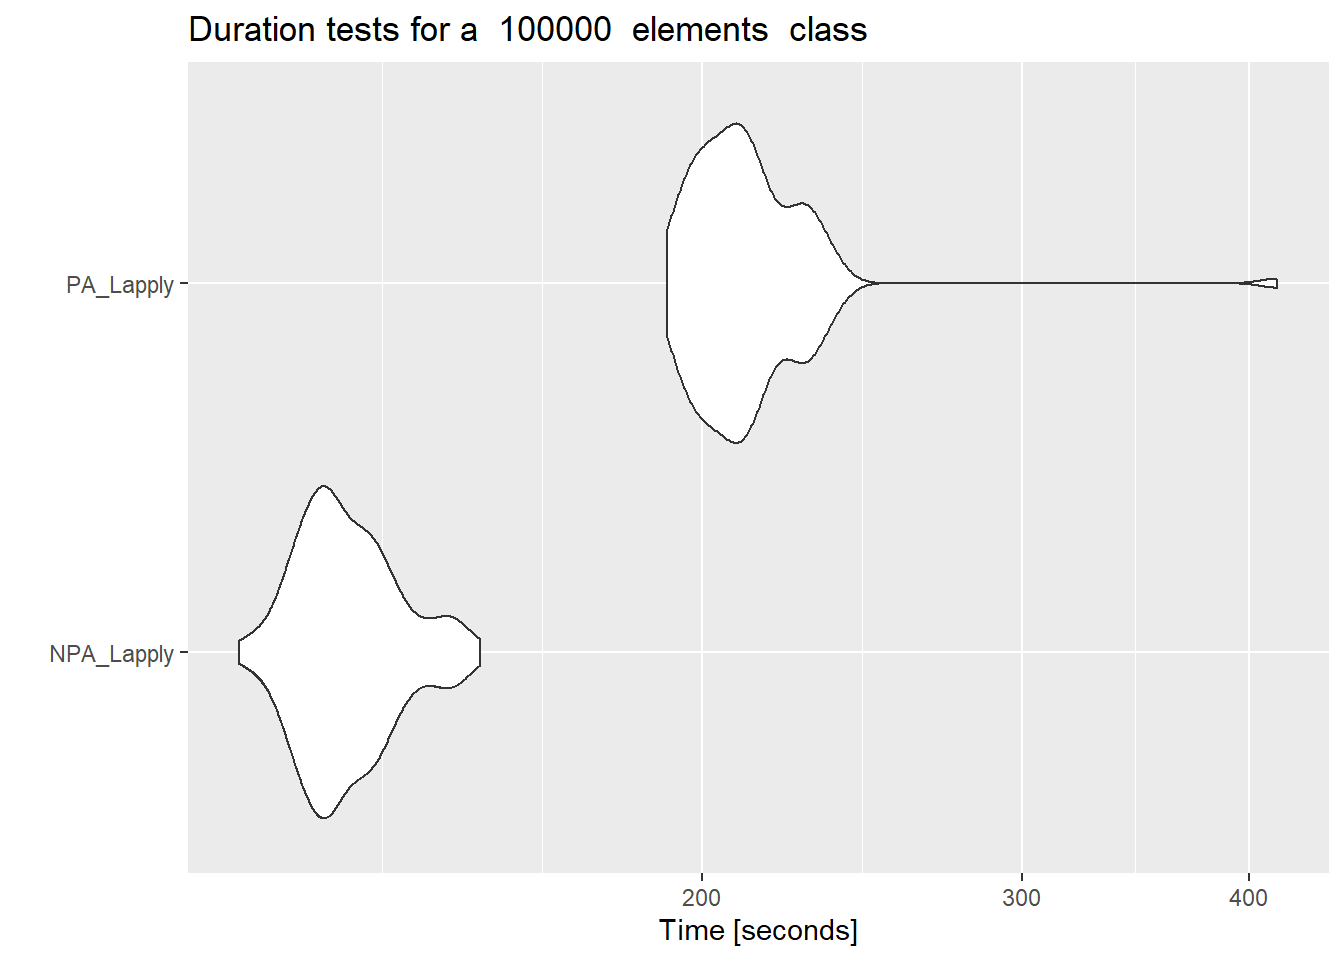 Duration tests for a  100000  elements  class
PA_Lapply
NPA_Lapply
200 300 400
Time [seconds]